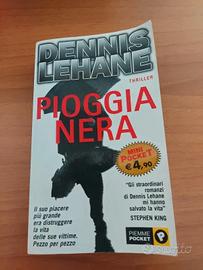 DENNIS
LEHANE
THRILLER
PIOGGIA
NERA
MINI
POCKET
€ 4,90
"Gli straordinari
romanzi
di Dennis Lehane
mi hanno
salvato la vita"
STEPHEN KING
Il suo piacere
più grande
era distruggere
la vita
delle sue vittime.
Pezzo per pezzo
PIEMME
POCKET
P
subito